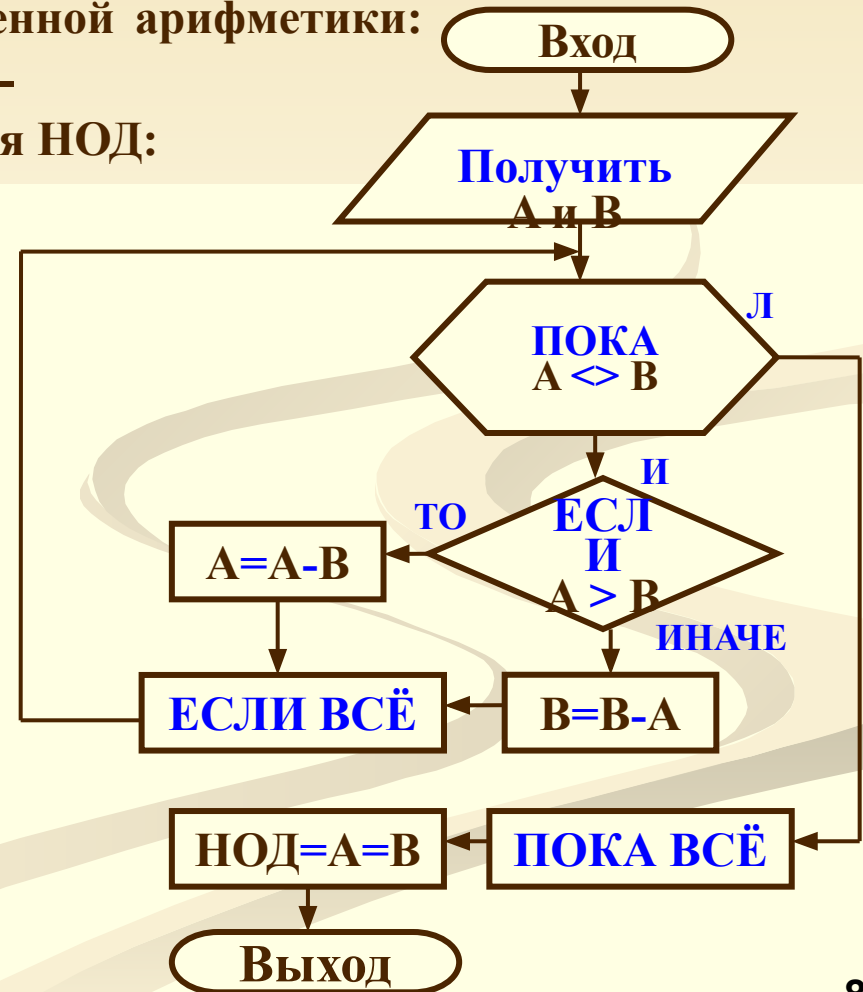 енной арифметики:
я НОД:
Вход
Получить
А и В
ПОКА
А <> В
Л
И
ЕСЛ
И
А > В
ТО
ИНАЧЕ
А=А-В
В=В-А
ЕСЛИ ВСЁ
ПОКА ВСЁ
НОД=А=В
Выход